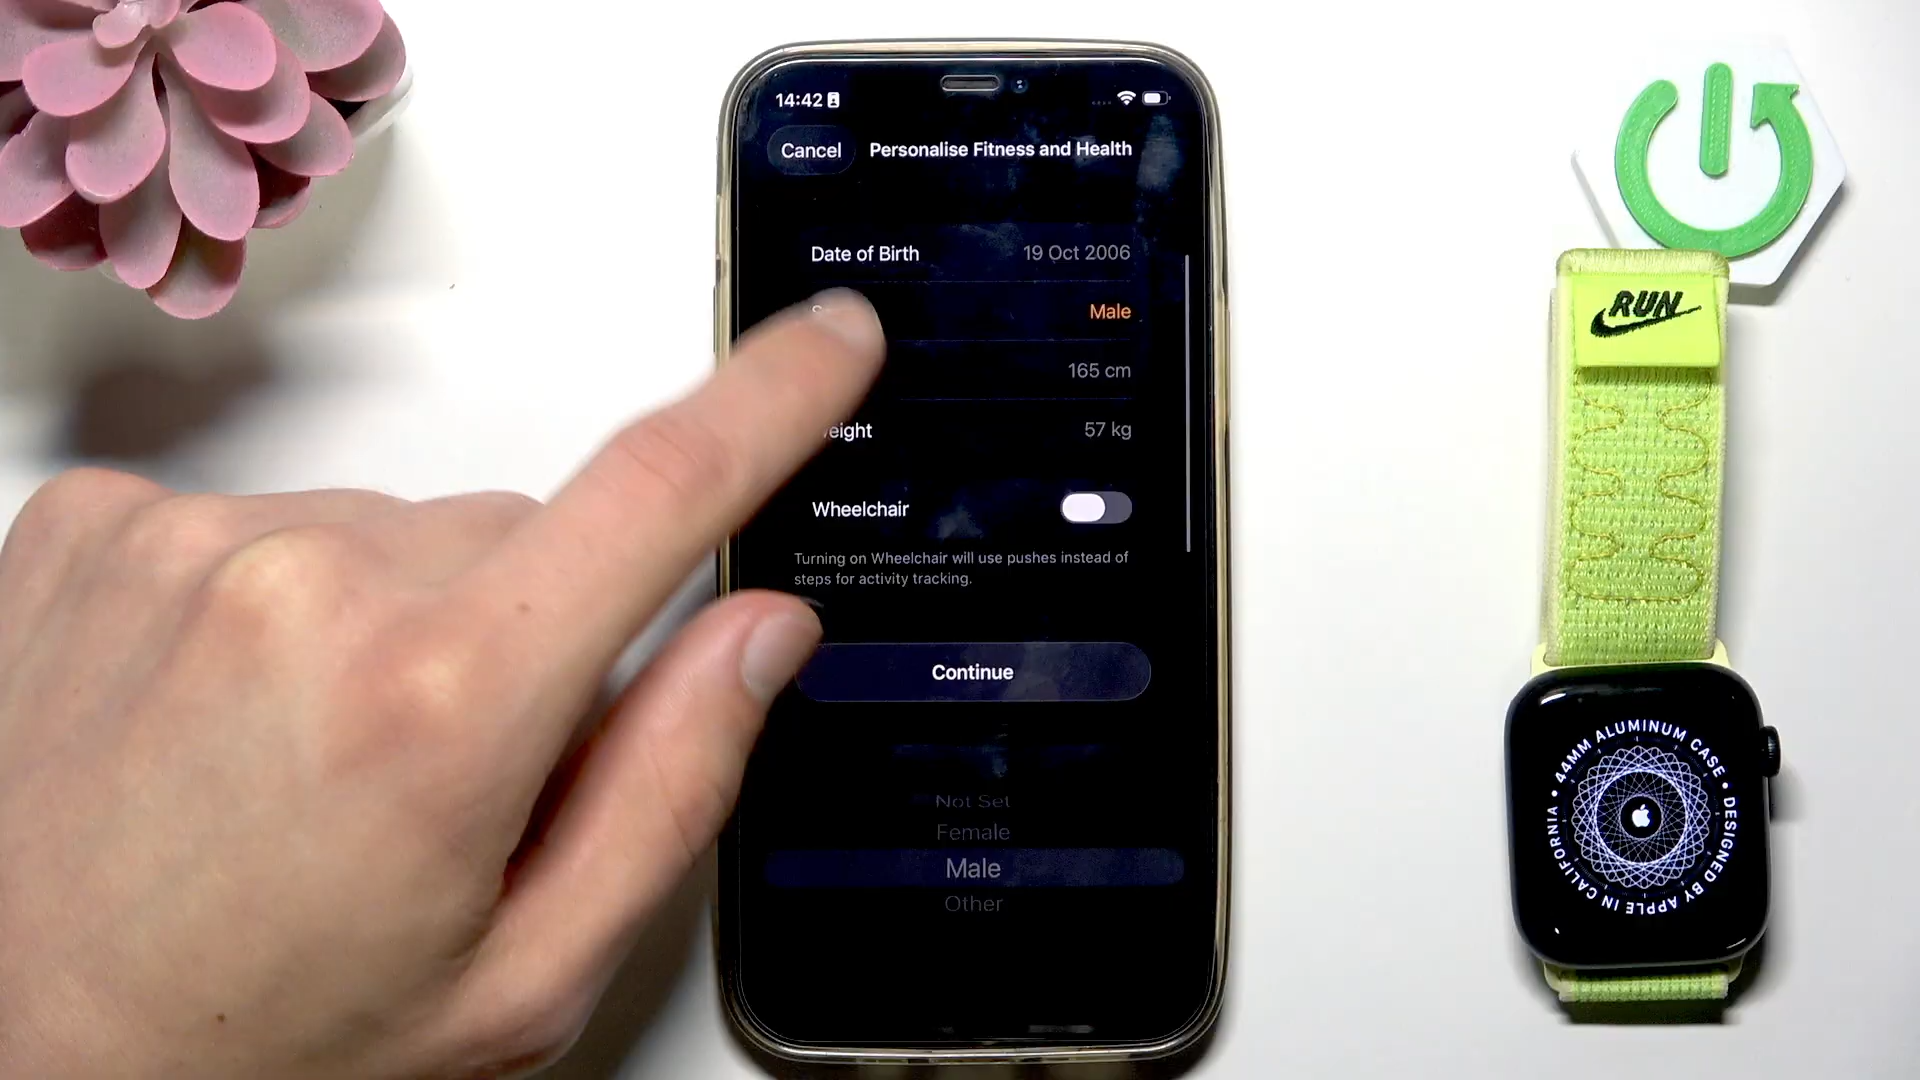 14:42
Cancel
Personalise Fitness and Health
Date of Birth 19 Oct 2006
Male
165 cm
57 kg
Wheelchair
Turning on Wheelchair will use pushes instead of
steps for activity tracking.
Continue
Not Set
Female
Male
Other
RUN
44MM ALUMINUM CASE • DESIGNED BY APPLE IN CALIFORNIA •